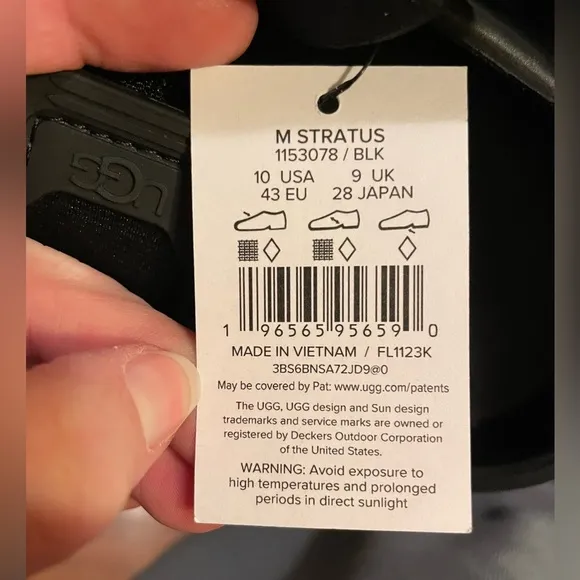 UGG
M STRATUS
1153078 / BLK
10 USA 9 UK
43 EU 28 JAPAN
1 96565 95659 0
MADE IN VIETNAM / FL1123K
3BS6BNSA72JD9@0
May be covered by Pat: www.ugg.com/patents
The UGG, UGG design and Sun design
trademarks and service marks are owned or
registered by Deckers Outdoor Corporation
of the United States.
WARNING: Avoid exposure to
high temperatures and prolonged
periods in direct sunlight